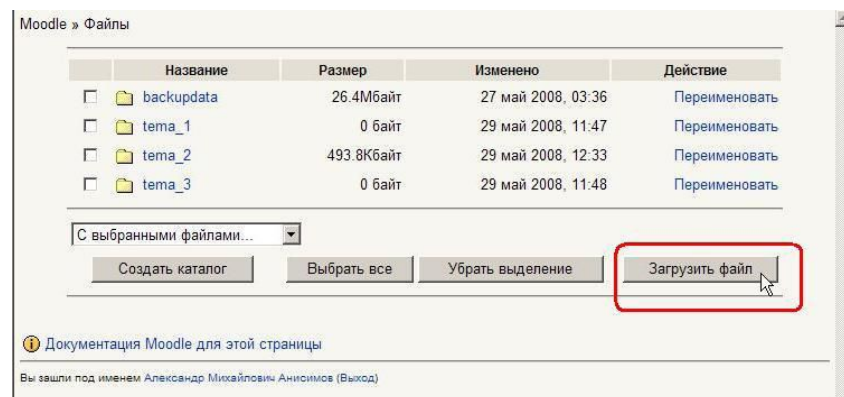 Moodle » Файлы
Название Размер Изменено Действие
backupdata 26.4Мбайт 27 май 2008, 03:36 Переименовать
tema_1 0 байт 29 май 2008, 11:47 Переименовать
tema_2 493.8Кбайт 29 май 2008, 12:33 Переименовать
tema_3 0 байт 29 май 2008, 11:48 Переименовать
С выбранными файлами...
Создать каталог Выбрать все Убрать выделение Загрузить файл
Документация Moodle для этой страницы
Вы зашли под именем Александр Михайлович Анисимов (Выход)